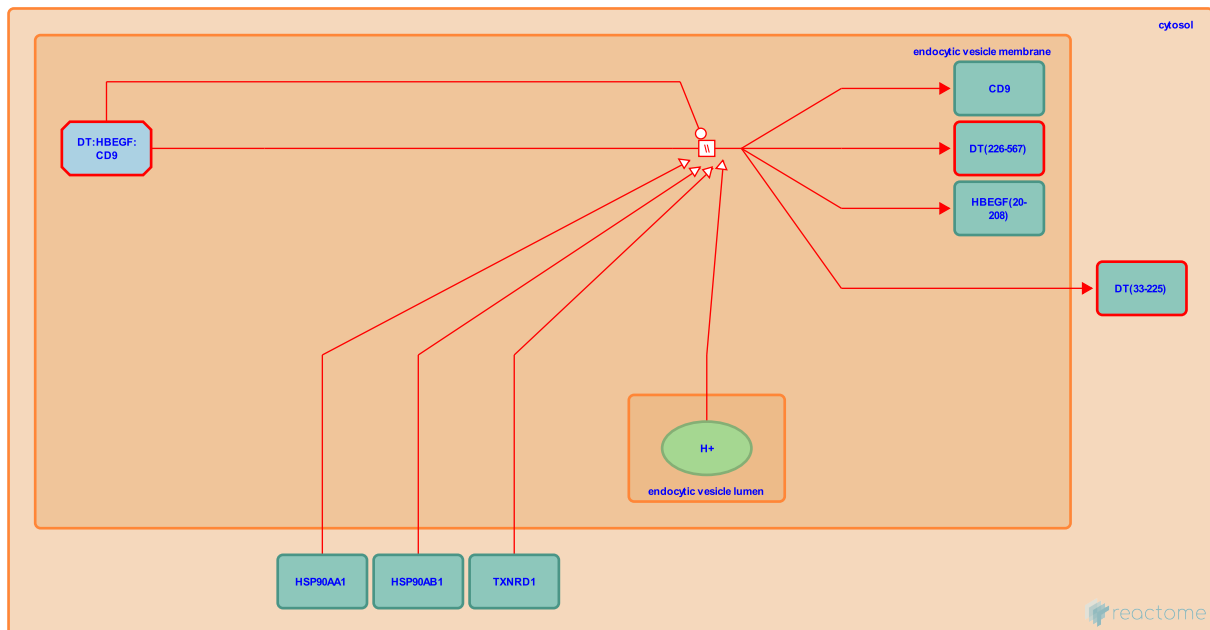 cytosol
endocytic vesicle membrane
CD9
DT:HBEGF:
CD9
\\
DT(226-567)
HBEGF(20-
208)
DT(33-225)
H+
endocytic vesicle lumen
HSP90AA1
HSP90AB1
TXNRD1
reactome